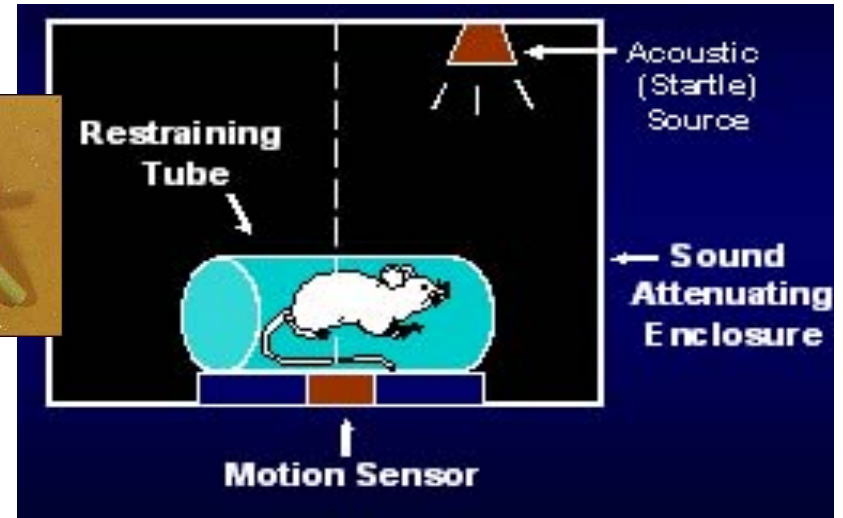 Acoustic
(Startle)
Source
Restraining
Tube
Sound
Attenuating
Enclosure
Motion Sensor